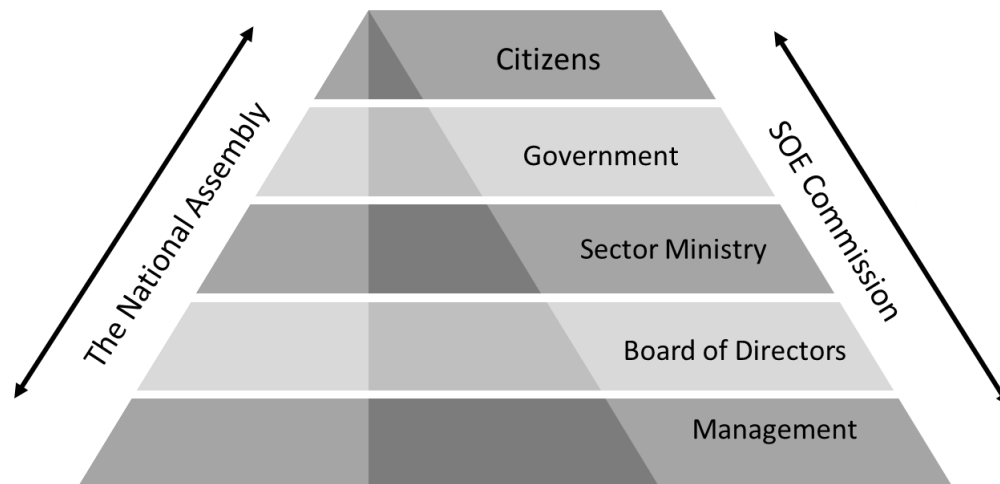 Citizens
The National Assembly
SOE Commission
Government
Sector Ministry
Board of Directors
Management